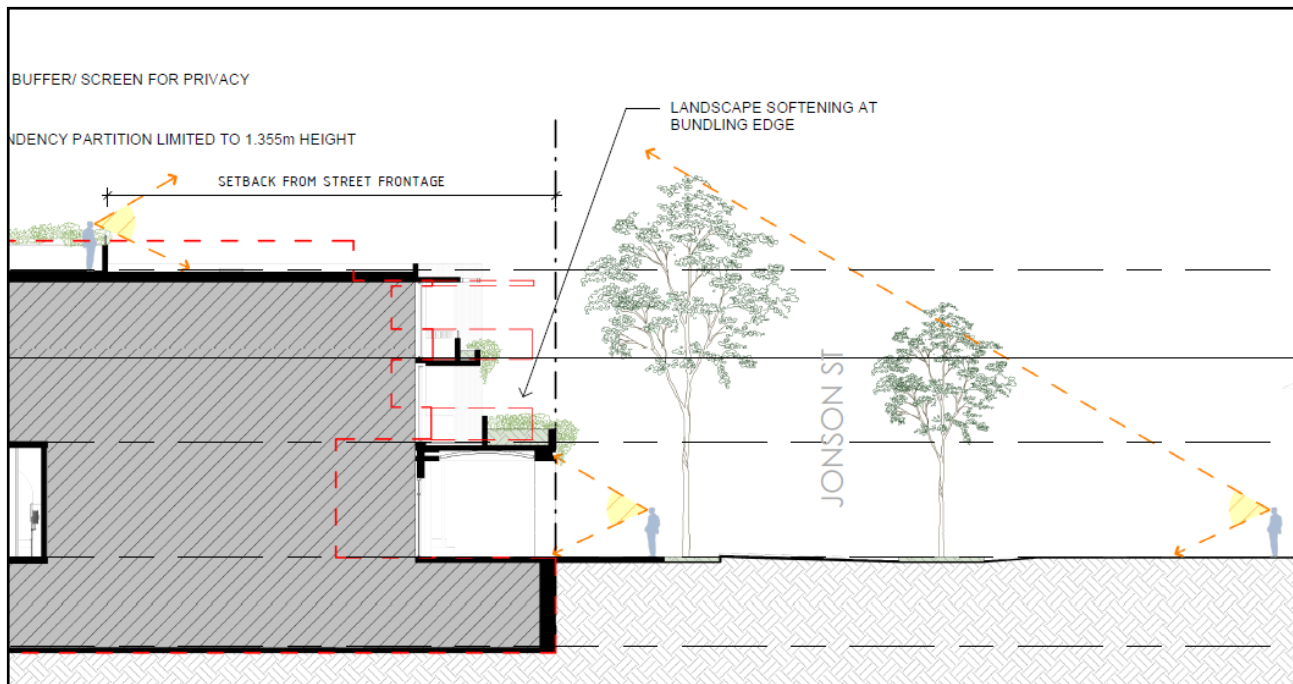 BUFFER/ SCREEN FOR PRIVACY
NDENCY PARTITION LIMITED TO 1.355m HEIGHT
SETBACK FROM STREET FRONTAGE
LANDSCAPE SOFTENING AT
BUNDLING EDGE
JONSON ST